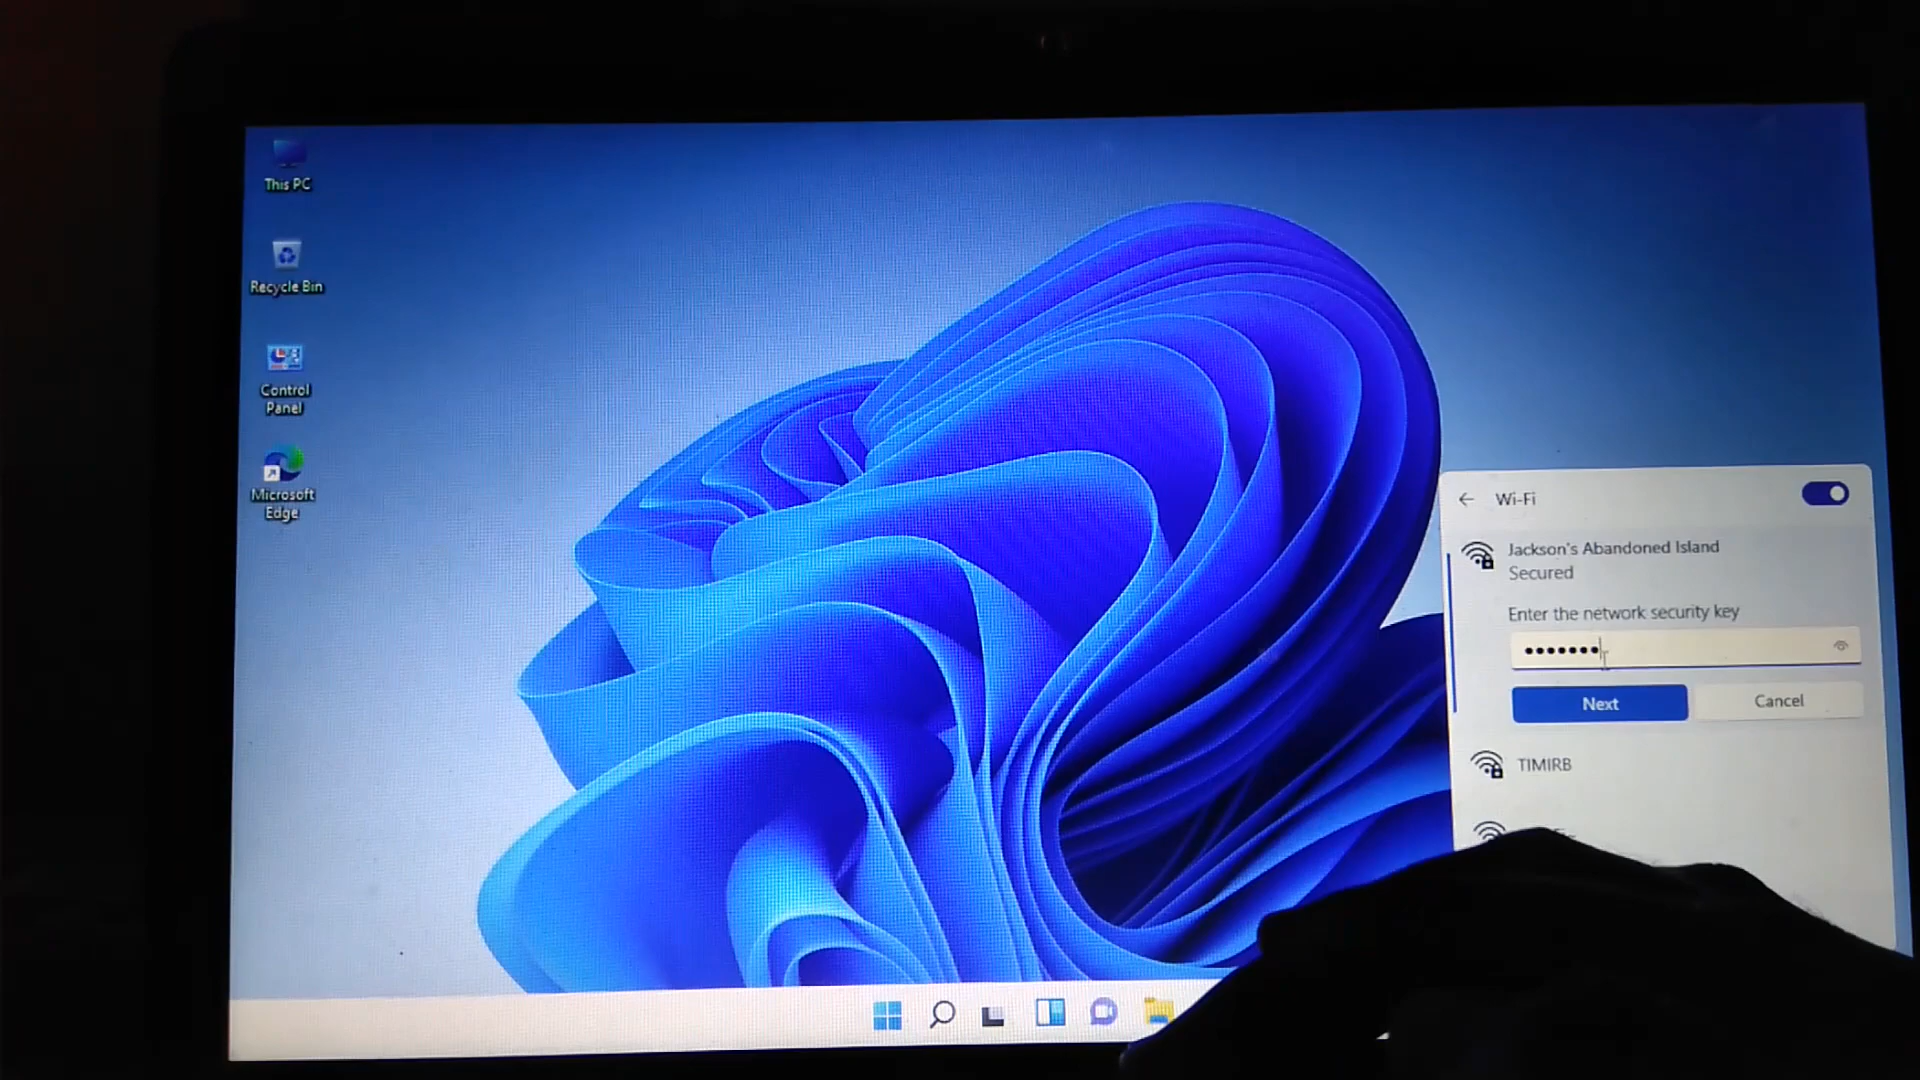 This PC
Recycle Bin
Control
Panel
Microsoft
Edge
Wi-Fi
Jackson's Abandoned Island
Secured
Enter the network security key
•••••••
Next
Cancel
TIMIRB